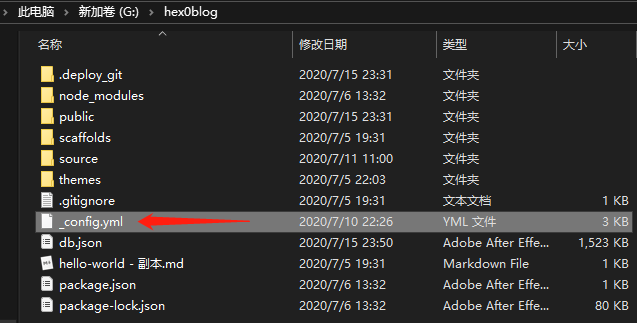 此电脑 > 新加卷 (G:) > hex0blog
名称 修改日期 类型 大小
.deploy_git 2020/7/15 23:31 文件夹
node_modules 2020/7/6 13:32 文件夹
public 2020/7/15 23:31 文件夹
scaffolds 2020/7/5 19:31 文件夹
source 2020/7/11 11:00 文件夹
themes 2020/7/5 22:03 文件夹
.gitignore 2020/7/5 19:31 文本文档 1 KB
_config.yml 2020/7/10 22:26 YML 文件 3 KB
db.json 2020/7/15 23:50 Adobe After Effe... 1,523 KB
hello-world - 副本.md 2020/7/5 19:31 Markdown File 1 KB
package.json 2020/7/6 13:32 Adobe After Effe... 1 KB
package-lock.json 2020/7/6 13:32 Adobe After Effe... 80 KB